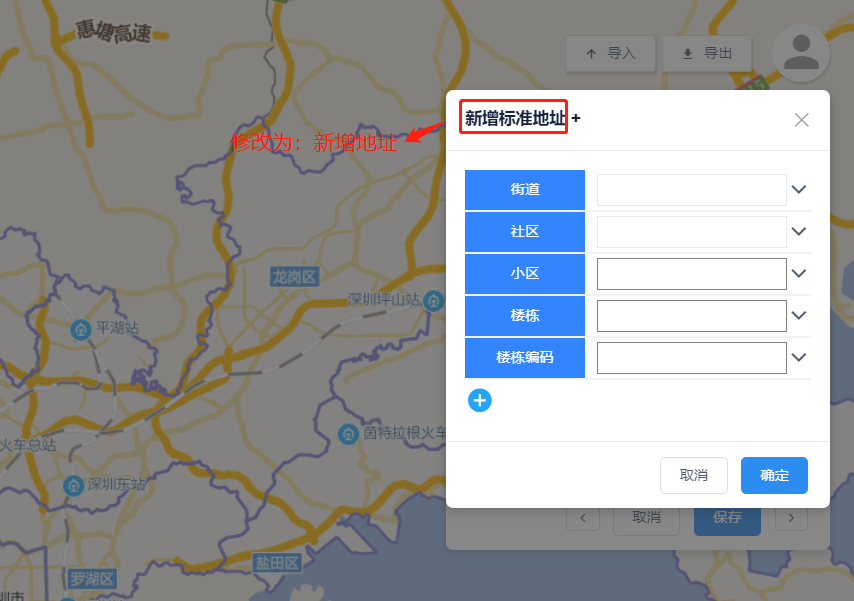 惠塘高速
导入
导出
新增标准地址 +
修改为：新增地址
街道
社区
龙岗区
小区
深圳坪山站
楼栋
平湖站
楼栋编码
茵特拉根火车
火车总站
取消
确定
深圳东站
取消
保存
盐田区
罗湖区
圳市